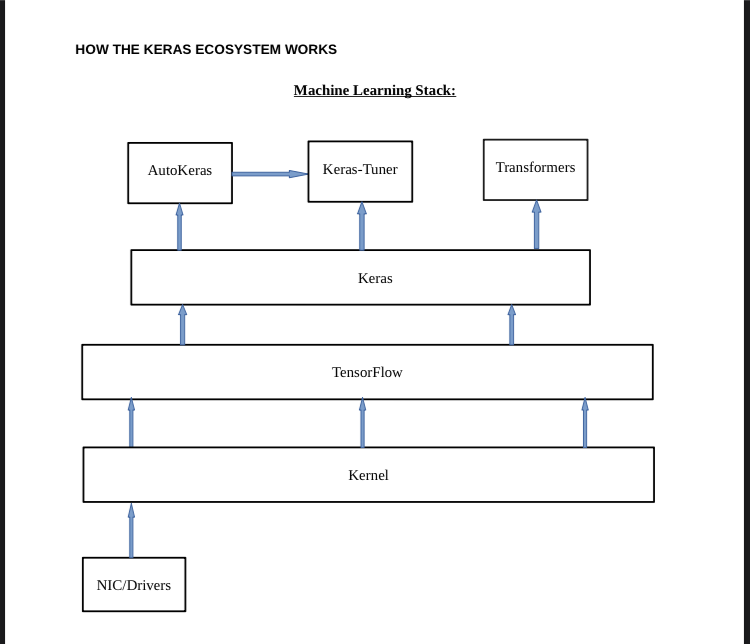 HOW THE KERAS ECOSYSTEM WORKS
Machine Learning Stack:
AutoKeras
Keras-Tuner
Transformers
Keras
TensorFlow
Kernel
NIC/Drivers